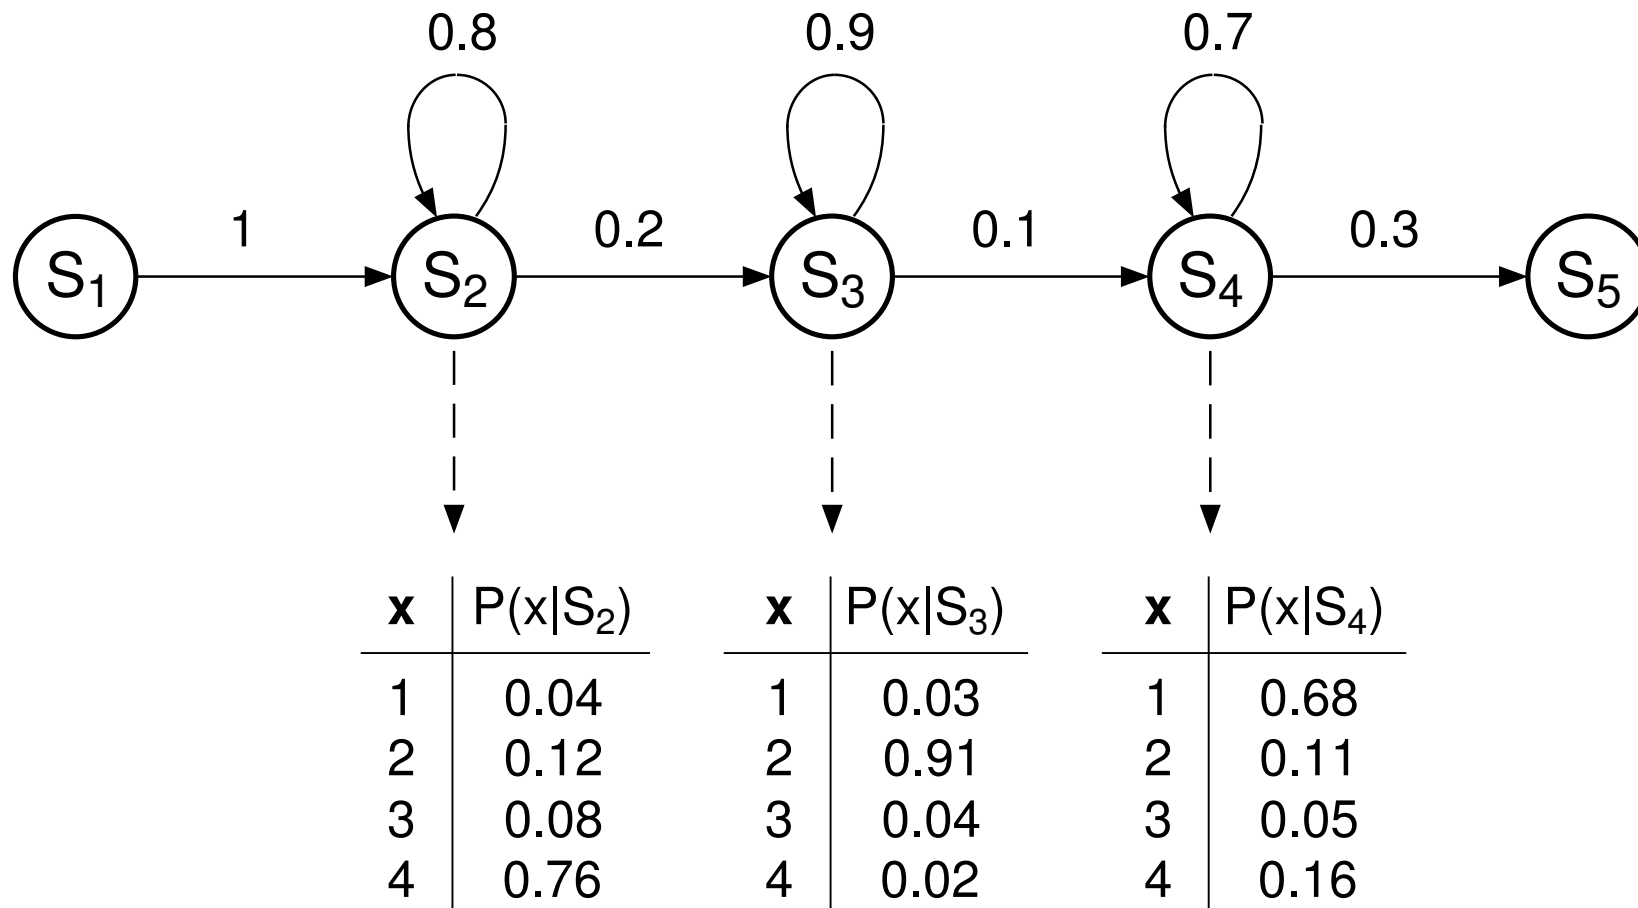 0.8 0.9 0.7
1 0.2 0.1 0.3
S₁ S₂ S₃ S₄ S₅
x P(x|S₂) x P(x|S₃) x P(x|S₄)
1 0.04 1 0.03 1 0.68
2 0.12 2 0.91 2 0.11
3 0.08 3 0.04 3 0.05
4 0.76 4 0.02 4 0.16